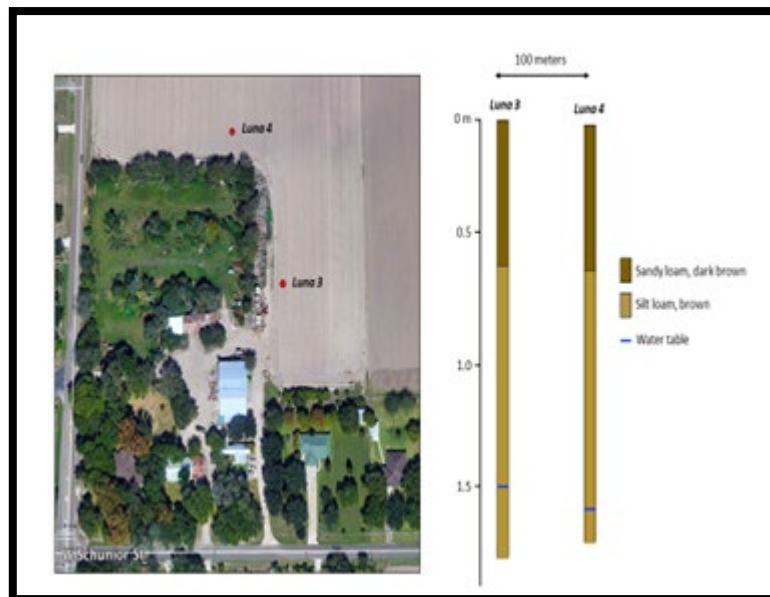 Luna 4
Luna 3
W Schunior St
100 meters
Luna 3
Luna 4
0 m
0.5
1.0
1.5
Sandy loam, dark brown
Silt loam, brown
Water table